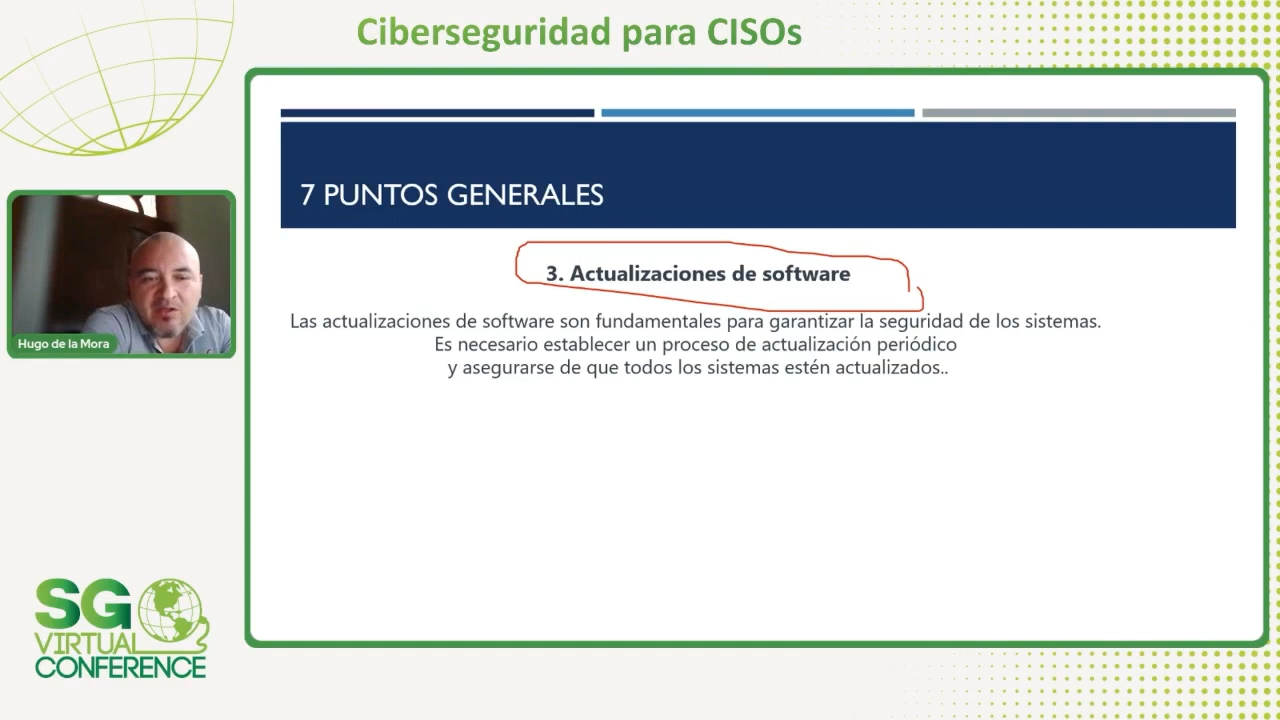 Ciberseguridad para CISOs
7 PUNTOS GENERALES
3. Actualizaciones de software
Las actualizaciones de software son fundamentales para garantizar la seguridad de los sistemas.
Es necesario establecer un proceso de actualización periódico
y asegurarse de que todos los sistemas estén actualizados..
Hugo de la Mora
SG
VIRTUAL
CONFERENCE